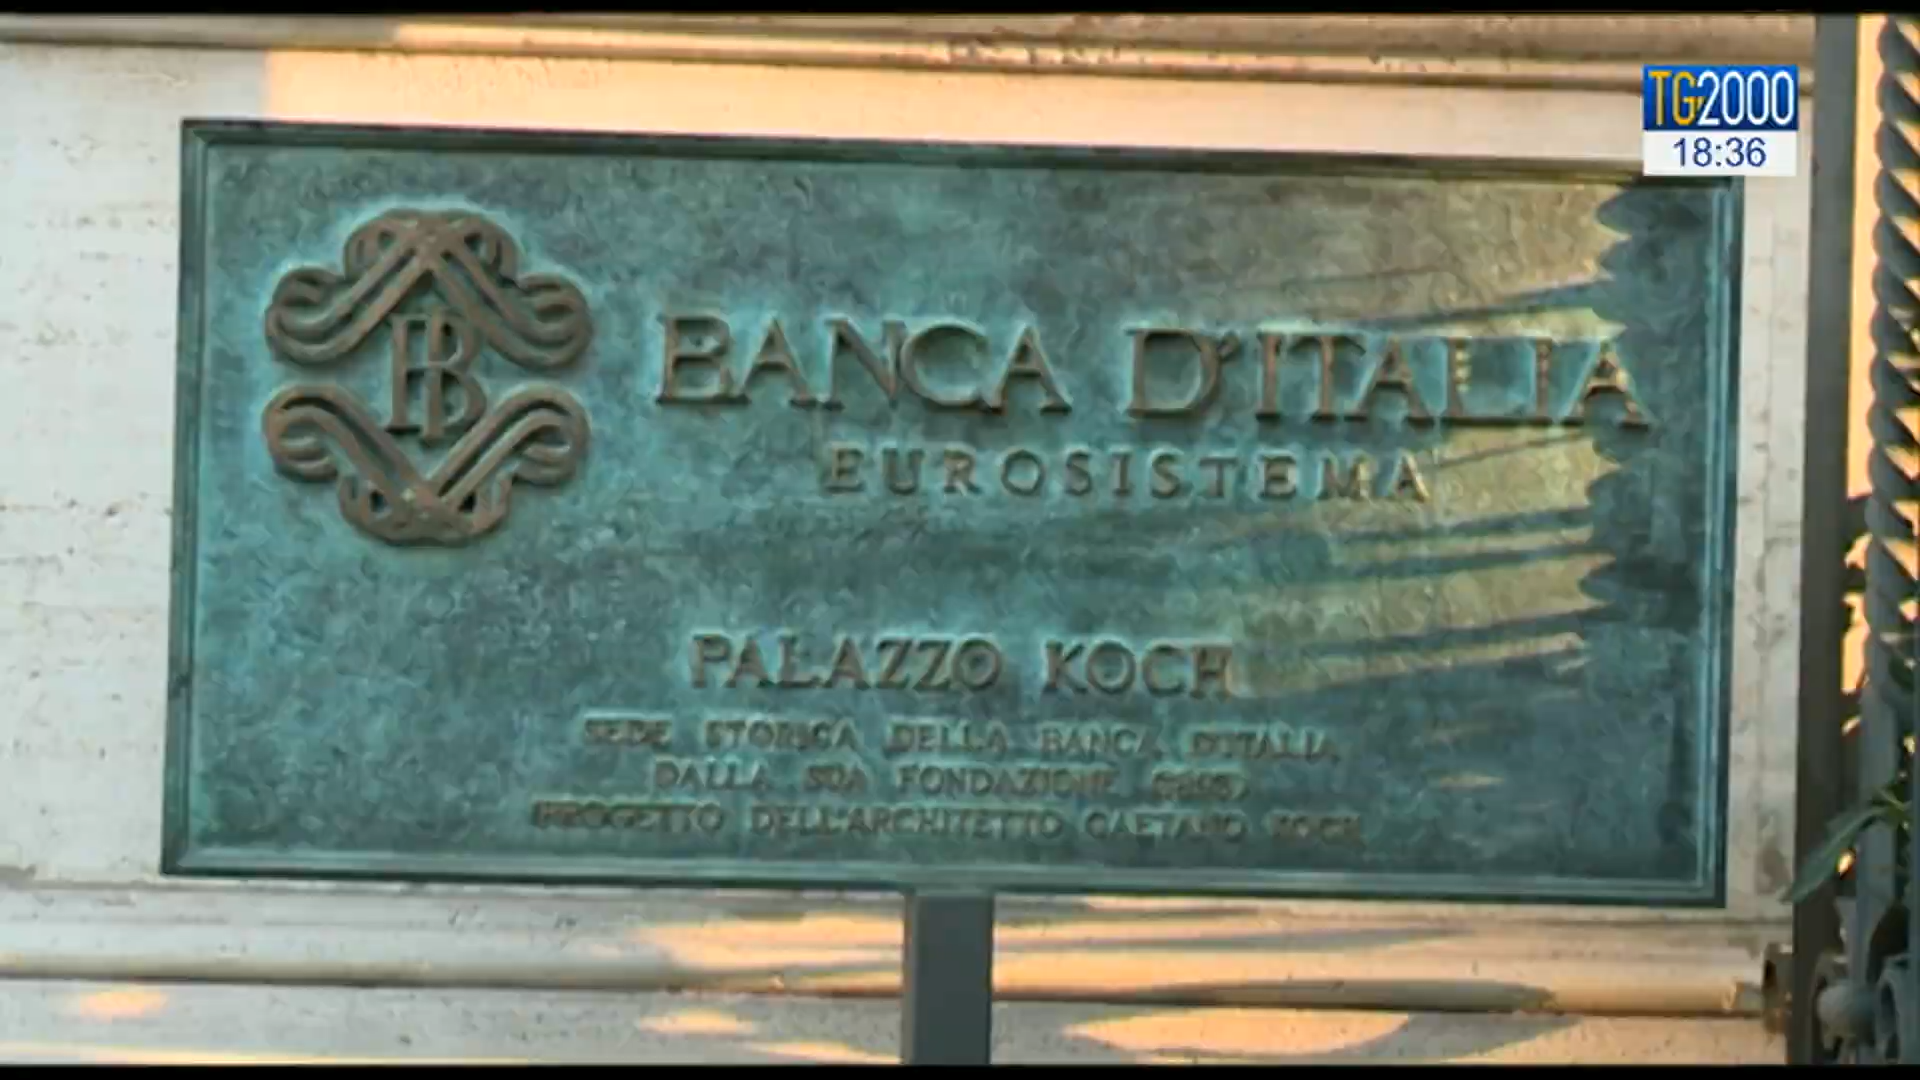 TG2000
18:36
B
BANCA D'ITALIA
EUROSISTEMA
PALAZZO KOCH
SEDE STORICA DELLA BANCA D'ITALIA
DALLA SUA FONDAZIONE
PROGETTO DELL'ARCHITETTO GAETANO KOCH